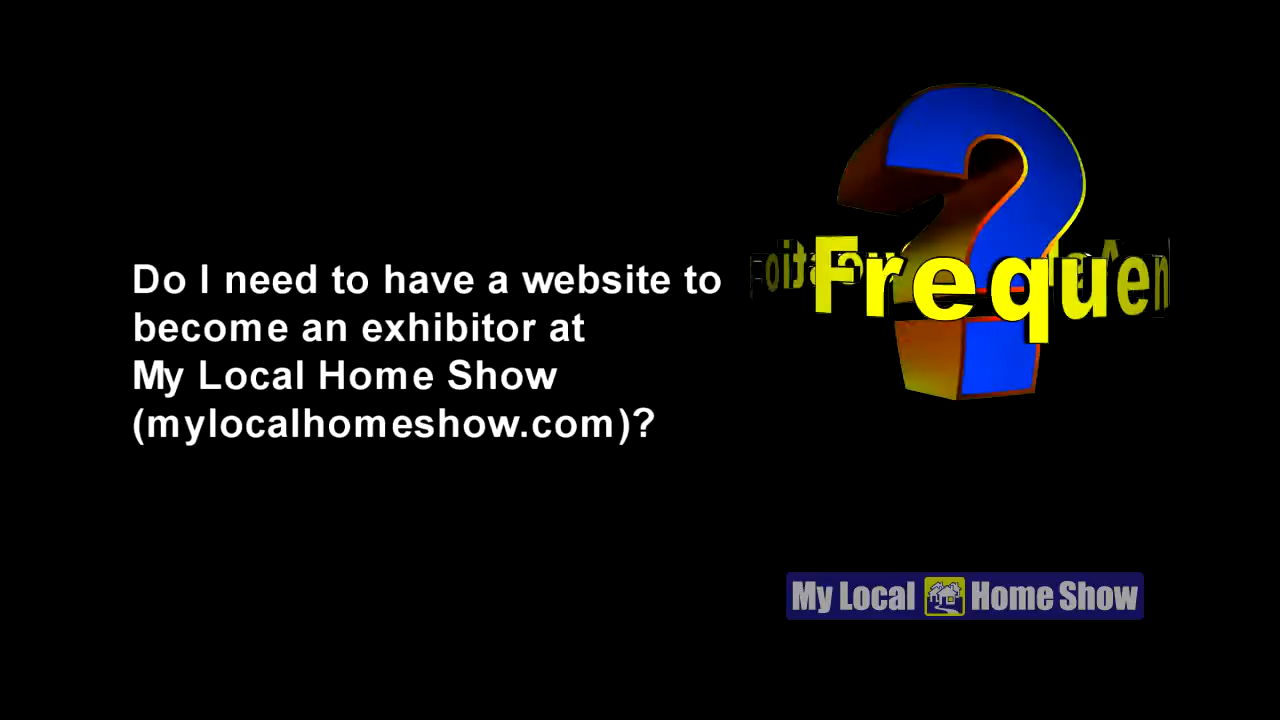 Do I need to have a website to
become an exhibitor at
My Local Home Show
(mylocalhomeshow.com)?
Frequen
My Local Home Show